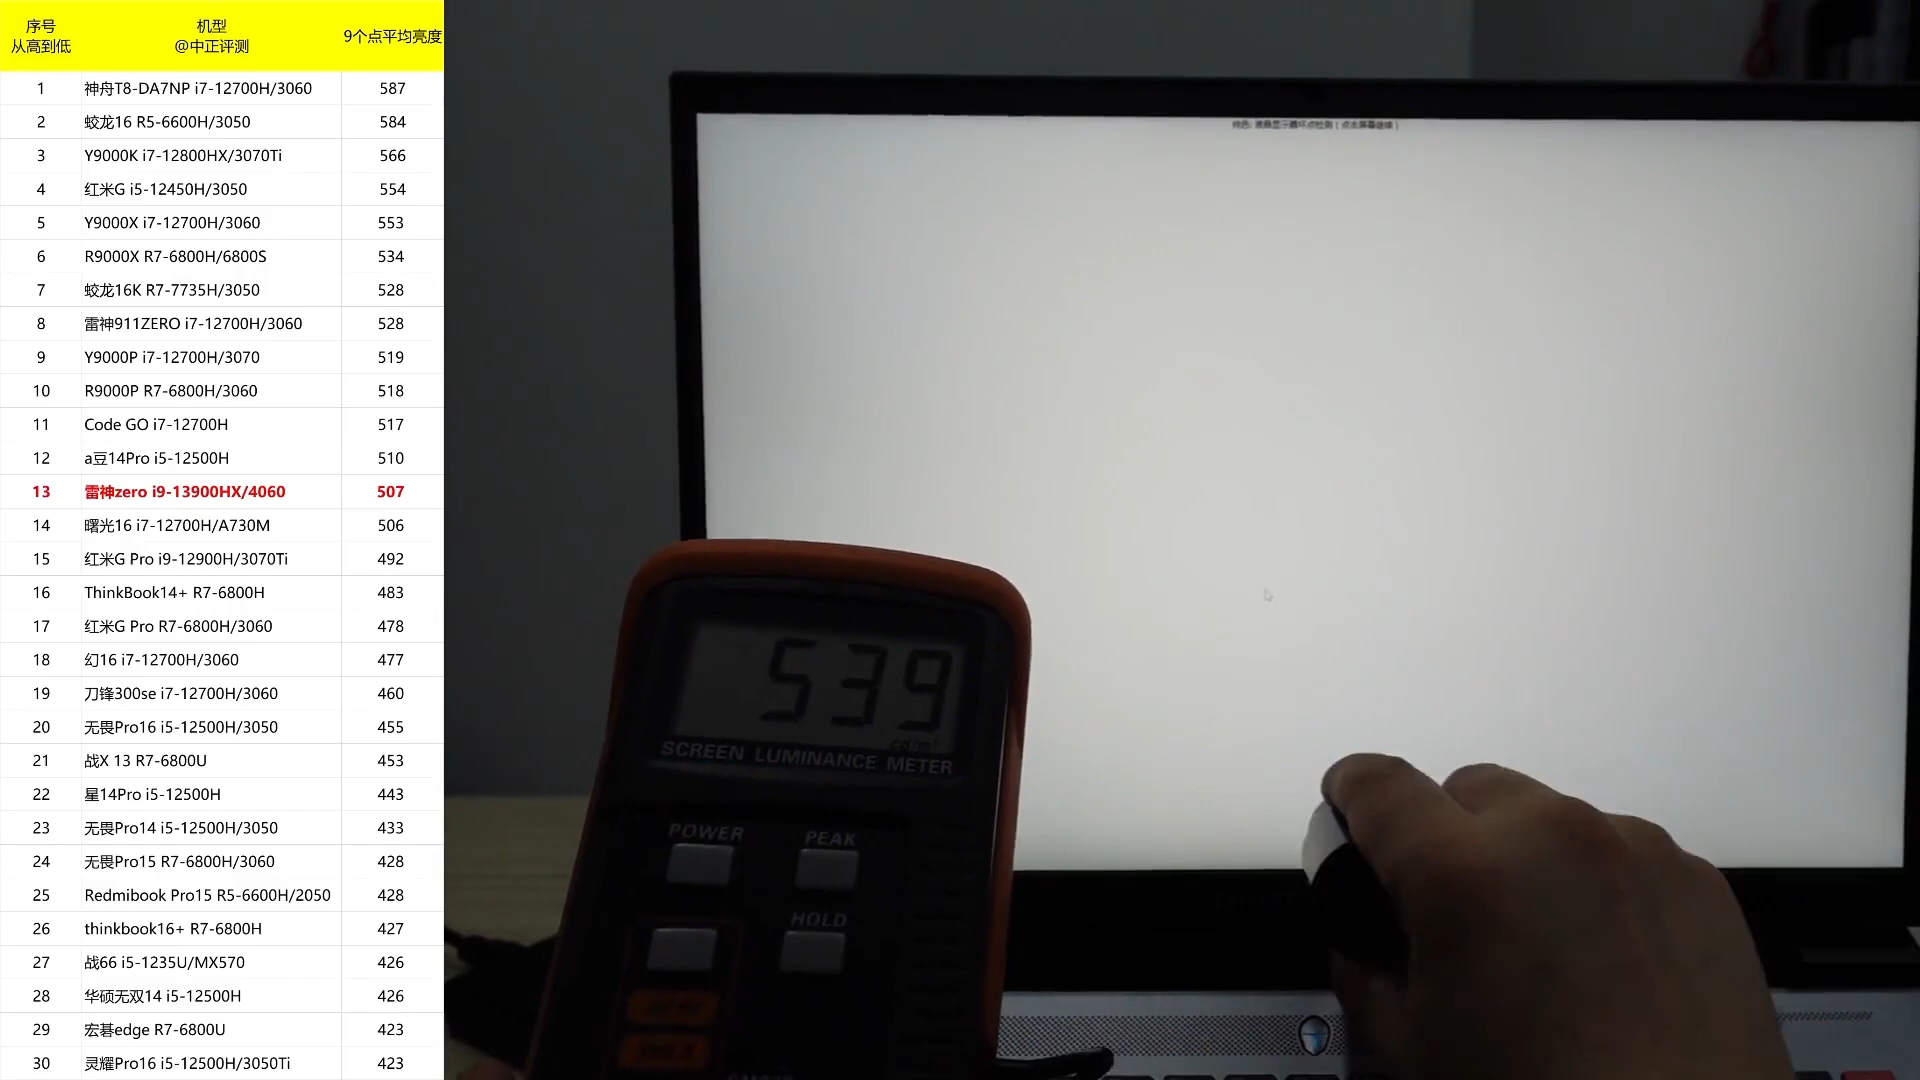 序号
从高到低
机型
@中正评测
9个点平均亮度
1 神舟T8-DA7NP i7-12700H/3060 587
2 蛟龙16 R5-6600H/3050 584
3 Y9000K i7-12800HX/3070Ti 566
4 红米G i5-12450H/3050 554
5 Y9000X i7-12700H/3060 553
6 R9000X R7-6800H/6800S 534
7 蛟龙16K R7-7735H/3050 528
8 雷神911ZERO i7-12700H/3060 528
9 Y9000P i7-12700H/3070 519
10 R9000P R7-6800H/3060 518
11 Code GO i7-12700H 517
12 a豆14Pro i5-12500H 510
13 雷神zero i9-13900HX/4060 507
14 曙光16 i7-12700H/A730M 506
15 红米G Pro i9-12900H/3070Ti 492
16 ThinkBook14+ R7-6800H 483
17 红米G Pro R7-6800H/3060 478
18 幻16 i7-12700H/3060 477
19 刀锋300se i7-12700H/3060 460
20 无畏Pro16 i5-12500H/3050 455
21 战X 13 R7-6800U 453
22 星14Pro i5-12500H 443
23 无畏Pro14 i5-12500H/3050 433
24 无畏Pro15 R7-6800H/3060 428
25 Redmibook Pro15 R5-6600H/2050 428
26 thinkbook16+ R7-6800H 427
27 战66 i5-1235U/MX570 426
28 华硕无双14 i5-12500H 426
29 宏碁edge R7-6800U 423
30 灵耀Pro16 i5-12500H/3050Ti 423
539
cd/m²
SCREEN LUMINANCE METER
POWER PEAK
HOLD